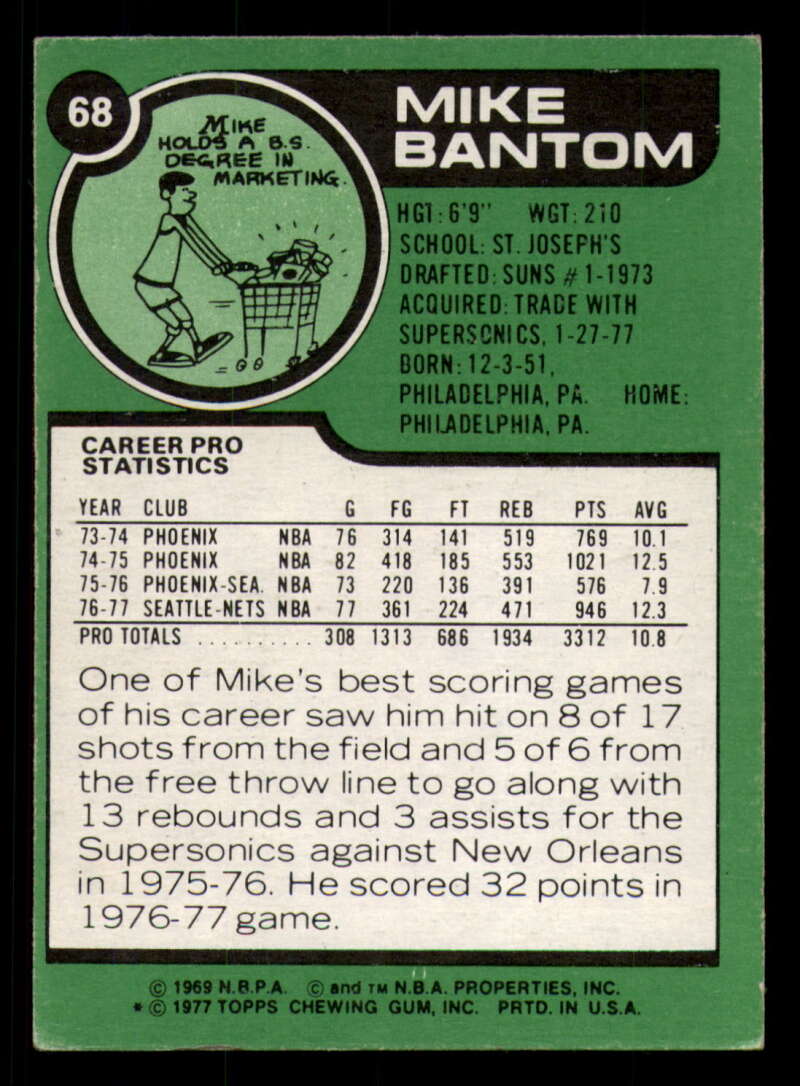 68
MIKE
HOLDS A B.S.
DEGREE IN
MARKETING.
MIKE
BANTOM
HGT: 6'9" WGT: 210
SCHOOL: ST. JOSEPH'S
DRAFTED: SUNS #1-1973
ACQUIRED: TRADE WITH
SUPERSONICS, 1-27-77
BORN: 12-3-51,
PHILADELPHIA, PA. HOME:
PHILADELPHIA, PA.
CAREER PRO
STATISTICS
YEAR CLUB G FG FT REB PTS AVG
73-74 PHOENIX NBA 76 314 141 519 769 10.1
74-75 PHOENIX NBA 82 418 185 553 1021 12.5
75-76 PHOENIX-SEA. NBA 73 220 136 391 576 7.9
76-77 SEATTLE-NETS NBA 77 361 224 471 946 12.3
PRO TOTALS .......... 308 1313 686 1934 3312 10.8
One of Mike's best scoring games
of his career saw him hit on 8 of 17
shots from the field and 5 of 6 from
the free throw line to go along with
13 rebounds and 3 assists for the
Supersonics against New Orleans
in 1975-76. He scored 32 points in
1976-77 game.
© 1969 N.B.P.A. © and TM N.B.A. PROPERTIES, INC.
* © 1977 TOPPS CHEWING GUM, INC. PRTD. IN U.S.A.